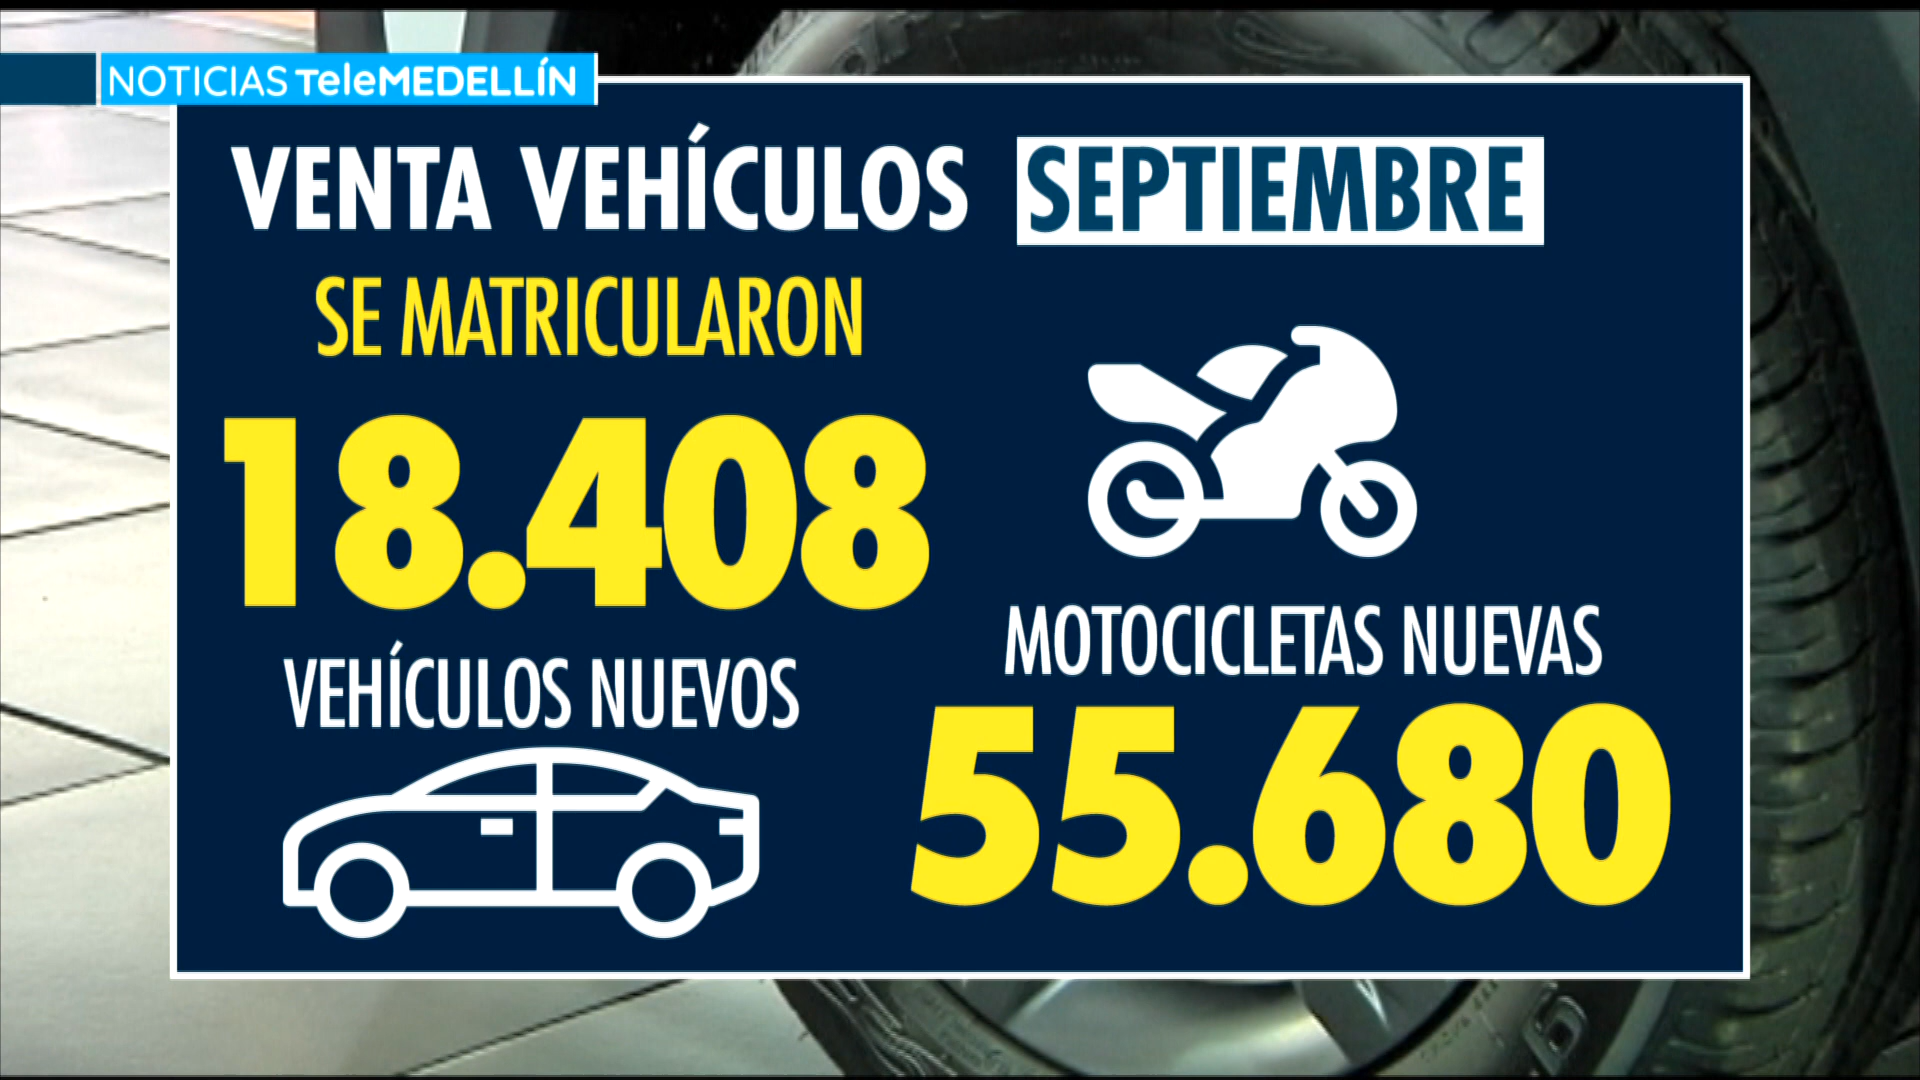 NOTICIAS TeleMEDELLÍN
VENTA VEHÍCULOS SEPTIEMBRE
SE MATRICULARON
18.408
VEHÍCULOS NUEVOS
MOTOCICLETAS NUEVAS
55.680